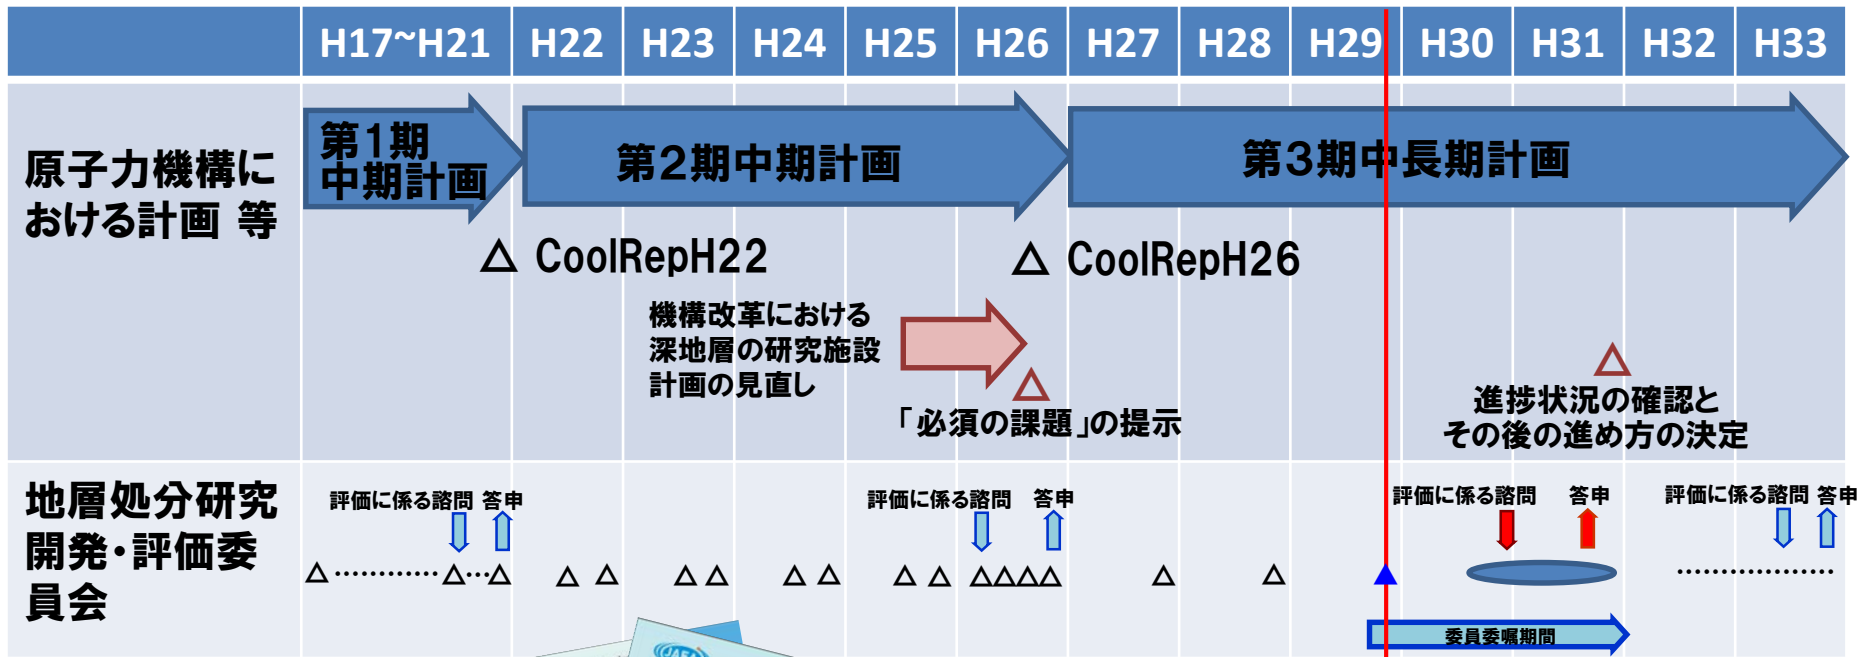 H17~H21 H22 H23 H24 H25 H26 H27 H28 H29 H30 H31 H32 H33
原子力機構に
おける計画 等
第1期
中期計画
第2期中期計画
第3期中長期計画
△ CoolRepH22
△ CoolRepH26
機構改革における
深地層の研究施設
計画の見直し
「必須の課題」の提示
進捗状況の確認と
その後の進め方の決定
地層処分研究
開発・評価委
員会
評価に係る諮問 答申
評価に係る諮問 答申
評価に係る諮問 答申
評価に係る諮問 答申
委員委嘱期間
JAEA